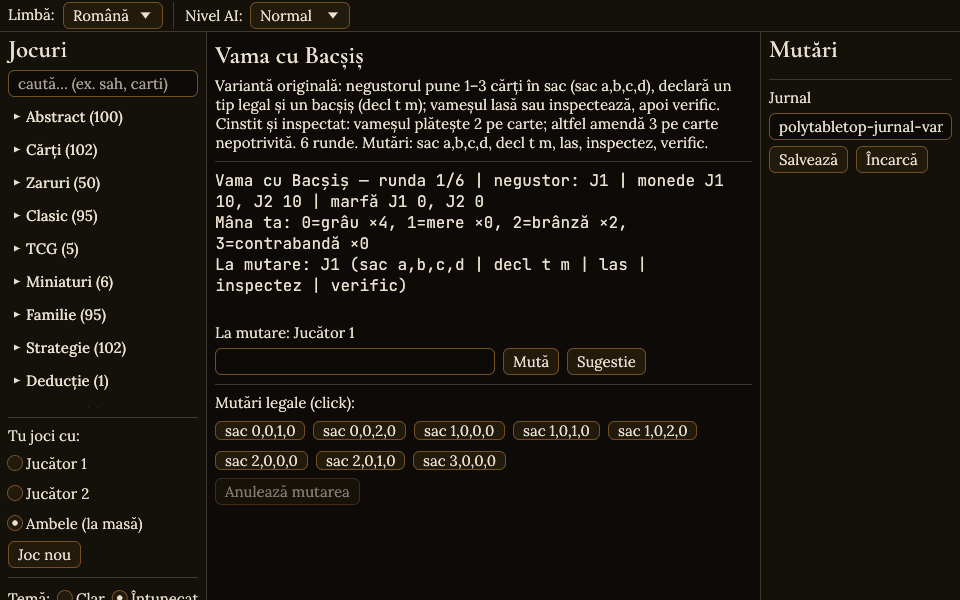 Limbă: Română ▼ Nivel AI: Normal ▼
Jocuri
caută... (ex. sah, carti)
▸ Abstract (100)
▸ Cărți (102)
▸ Zaruri (50)
▸ Clasic (95)
▸ TCG (5)
▸ Miniaturi (6)
▸ Familie (95)
▸ Strategie (102)
▸ Deducție (1)
Tu joci cu:
Jucător 1
Jucător 2
Ambele (la masă)
Joc nou
Temă: Clar Întunecat
Vama cu Bacșiș
Variantă originală: negustorul pune 1–3 cărți în sac (sac a,b,c,d), declară un
tip legal și un bacșiș (decl t m); vameșul lasă sau inspectează, apoi verific.
Cinstit și inspectat: vameșul plătește 2 pe carte; altfel amendă 3 pe carte
nepotrivită. 6 runde. Mutări: sac a,b,c,d, decl t m, las, inspectez, verific.
Vama cu Bacșiș — runda 1/6 | negustor: J1 | monede J1
10, J2 10 | marfă J1 0, J2 0
Mâna ta: 0=grâu ×4, 1=mere ×0, 2=brânză ×2,
3=contrabandă ×0
La mutare: J1 (sac a,b,c,d | decl t m | las |
inspectez | verific)
La mutare: Jucător 1
Mută Sugestie
Mutări legale (click):
sac 0,0,1,0 sac 0,0,2,0 sac 1,0,0,0 sac 1,0,1,0 sac 1,0,2,0
sac 2,0,0,0 sac 2,0,1,0 sac 3,0,0,0
Anulează mutarea
Mutări
Jurnal
polytabletop-jurnal-var
Salvează Încarcă